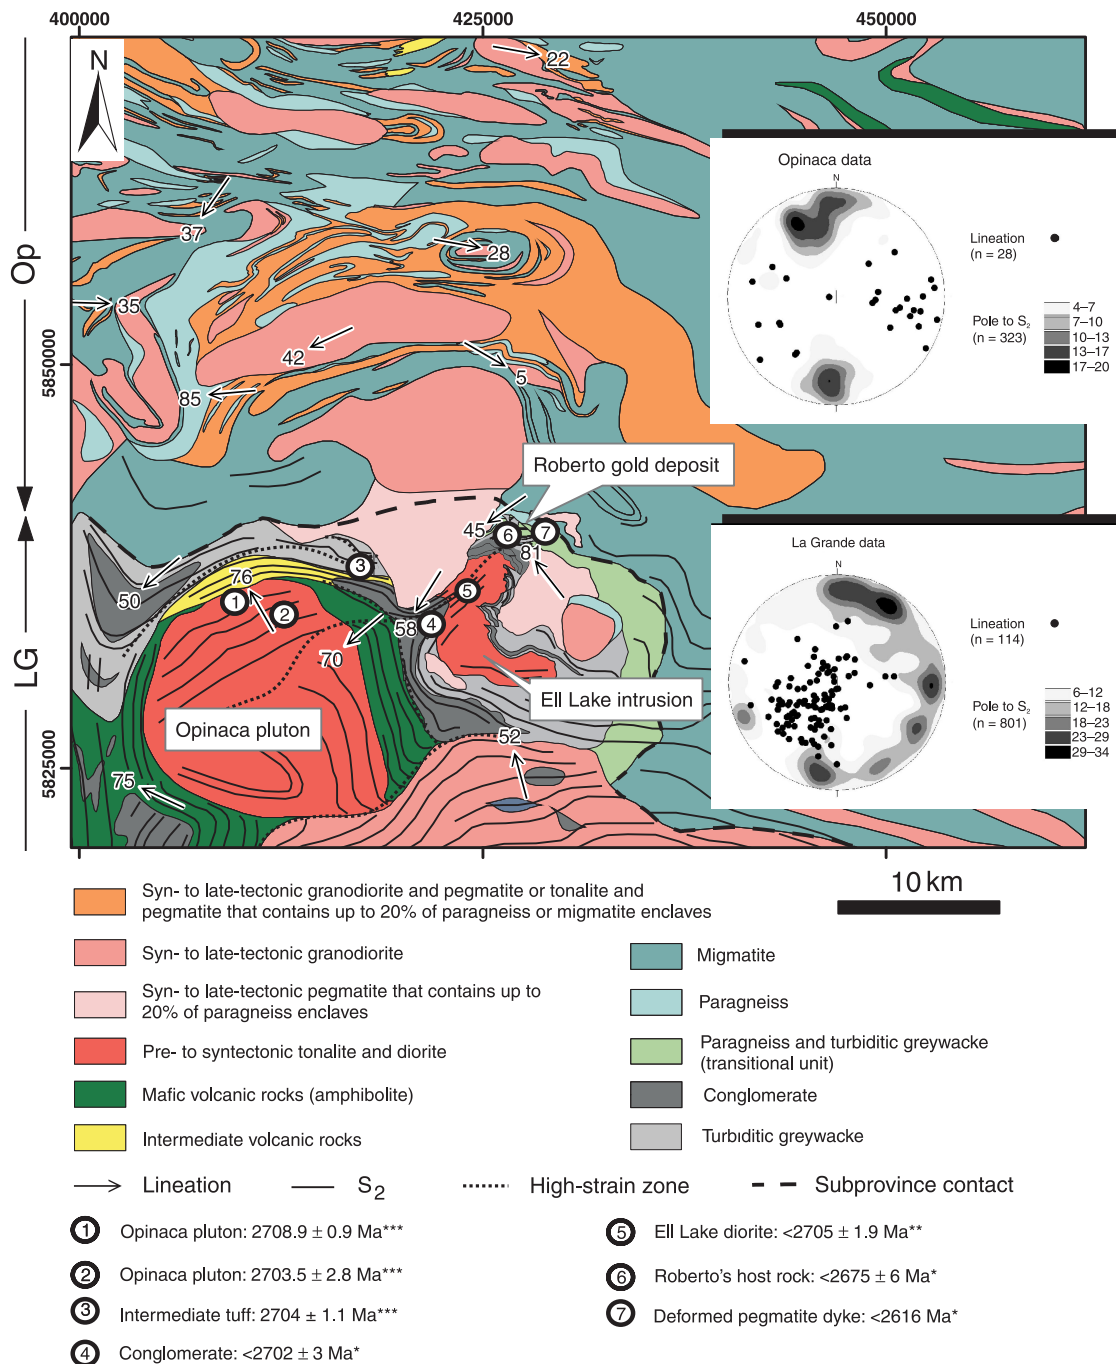 400000
425000
450000
N
22
Opinaca data
N
Lineation
(n = 28)
Pole to S2
(n = 323)
4–7
7–10
10–13
13–17
17–20
Op
37
28
35
42
5
85
5850000
Roberto gold deposit
45
6
7
81
3
50
76
1
2
5
58
4
70
LG
Ell Lake intrusion
Opinaca pluton
52
75
5825000
La Grande data
N
Lineation
(n = 114)
Pole to S2
(n = 801)
6–12
12–18
18–23
23–29
29–34
10 km
Syn- to late-tectonic granodiorite and pegmatite or tonalite and
pegmatite that contains up to 20% of paragneiss or migmatite enclaves
Syn- to late-tectonic granodiorite
Migmatite
Syn- to late-tectonic pegmatite that contains up to
20% of paragneiss enclaves
Paragneiss
Pre- to syntectonic tonalite and diorite
Paragneiss and turbiditic greywacke
(transitional unit)
Mafic volcanic rocks (amphibolite)
Conglomerate
Intermediate volcanic rocks
Turbiditic greywacke
Lineation
S2
High-strain zone
Subprovince contact
1 Opinaca pluton: 2708.9 ± 0.9 Ma***
5 Ell Lake diorite: <2705 ± 1.9 Ma**
2 Opinaca pluton: 2703.5 ± 2.8 Ma***
6 Roberto's host rock: <2675 ± 6 Ma*
3 Intermediate tuff: 2704 ± 1.1 Ma***
7 Deformed pegmatite dyke: <2616 Ma*
4 Conglomerate: <2702 ± 3 Ma*